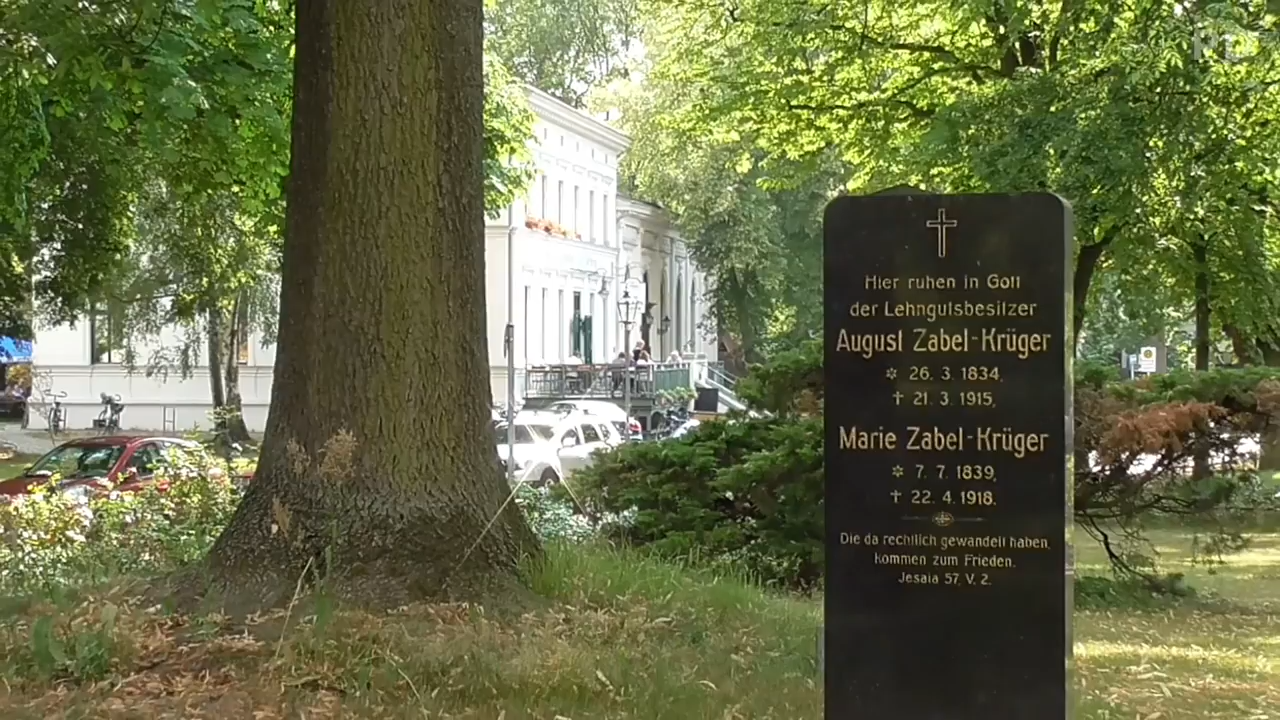 Hier ruhen in Gott
der Lehngutsbesitzer
August Zabel-Krüger
* 26. 3. 1834,
† 21. 3. 1915,
Marie Zabel-Krüger
* 7. 7. 1839,
† 22. 4. 1918.
Die da rechtlich gewandelt haben,
kommen zum Frieden.
Jesaia 57, V. 2.